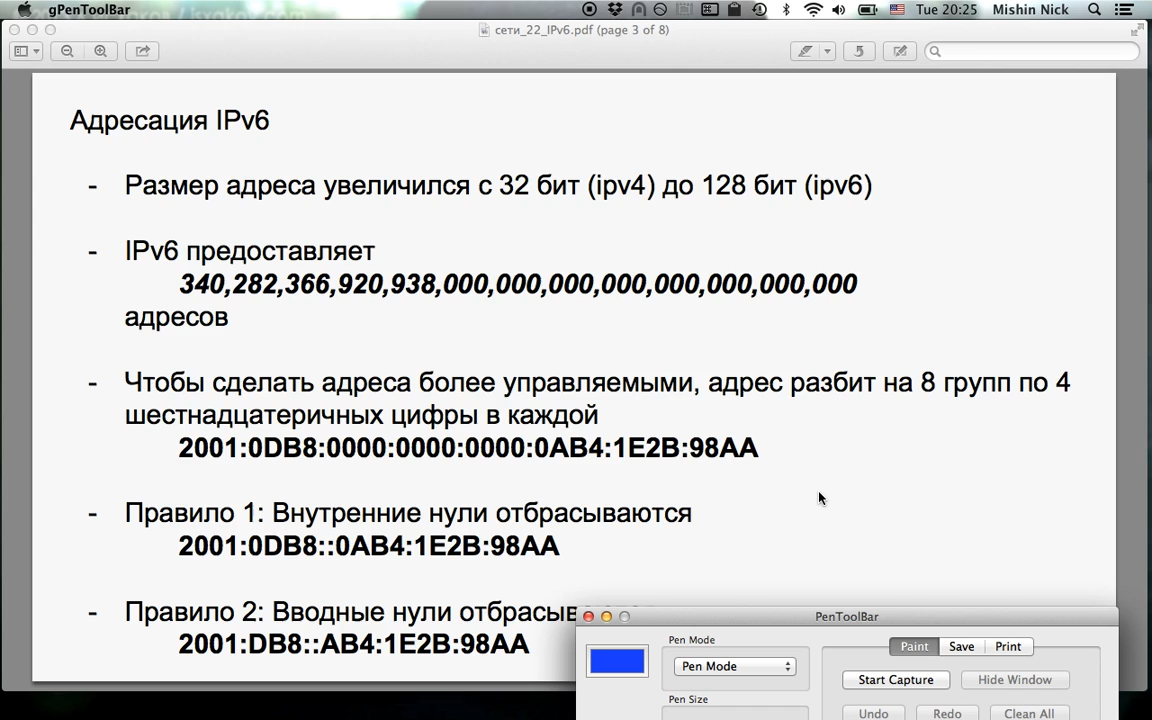 gPenToolBar
Tue 20:25
Mishin Nick
сети_22_IPv6.pdf (page 3 of 8)
Адресация IPv6
- Размер адреса увеличился с 32 бит (ipv4) до 128 бит (ipv6)
- IPv6 предоставляет
340,282,366,920,938,000,000,000,000,000,000,000,000
адресов
- Чтобы сделать адреса более управляемыми, адрес разбит на 8 групп по 4
шестнадцатеричных цифры в каждой
2001:0DB8:0000:0000:0000:0AB4:1E2B:98AA
- Правило 1: Внутренние нули отбрасываются
2001:0DB8::0AB4:1E2B:98AA
- Правило 2: Вводные нули
2001:DB8::AB4:1E2B:98AA
PenToolBar
Pen Mode
Pen Mode
Pen Size
Paint Save Print
Start Capture Hide Window
Undo Redo Clean All